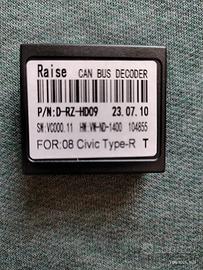 Raise CAN BUS DECODER
P/N:D-RZ-HD09 23.07.10
SW:VC000.11 HW:VW-ND-1400 104855
FOR:08 Civic Type-R T